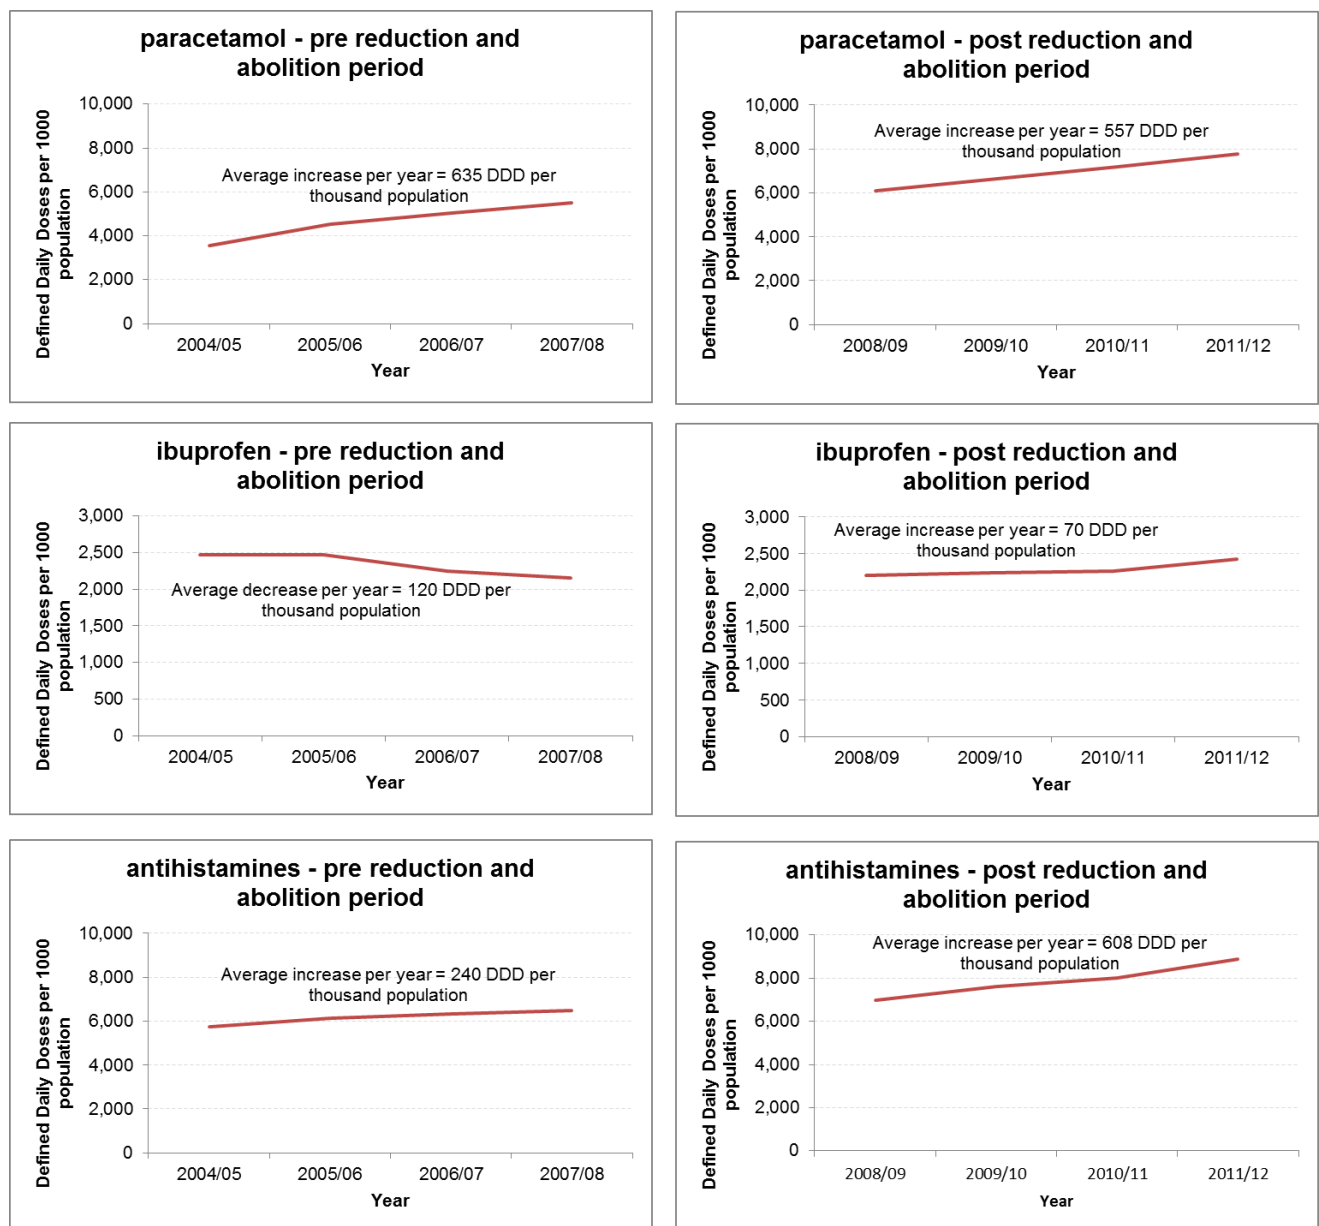 paracetamol - pre reduction and
abolition period
Defined Daily Doses per 1000
population
10,000
8,000
6,000
4,000
2,000
0
Average increase per year = 635 DDD per
thousand population
2004/05 2005/06 2006/07 2007/08
Year
paracetamol - post reduction and
abolition period
Defined Daily Doses per 1000
population
10,000
8,000
6,000
4,000
2,000
0
Average increase per year = 557 DDD per
thousand population
2008/09 2009/10 2010/11 2011/12
Year
ibuprofen - pre reduction and
abolition period
Defined Daily Doses per 1000
population
3,000
2,500
2,000
1,500
1,000
500
0
Average decrease per year = 120 DDD per
thousand population
2004/05 2005/06 2006/07 2007/08
Year
ibuprofen - post reduction and
abolition period
Defined Daily Doses per 1000
population
3,000
2,500
2,000
1,500
1,000
500
0
Average increase per year = 70 DDD per
thousand population
2008/09 2009/10 2010/11 2011/12
Year
antihistamines - pre reduction and
abolition period
Defined Daily Doses per 1000
population
10,000
8,000
6,000
4,000
2,000
0
Average increase per year = 240 DDD per
thousand population
2004/05 2005/06 2006/07 2007/08
Year
antihistamines - post reduction and
abolition period
Defined Daily Doses per 1000
population
10,000
8,000
6,000
4,000
2,000
0
Average increase per year = 608 DDD per
thousand population
2008/09 2009/10 2010/11 2011/12
Year